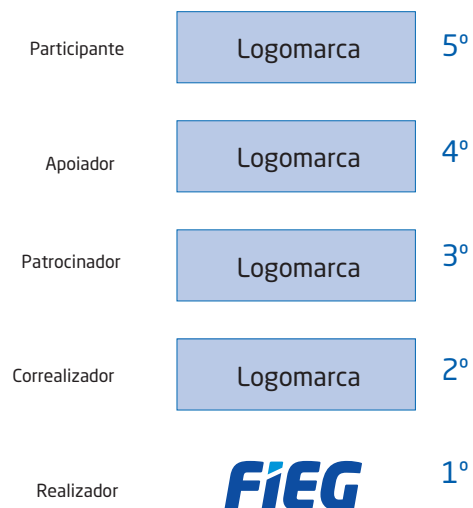 Participante Logomarca 5º
Apoiador Logomarca 4º
Patrocinador Logomarca 3º
Correalizador Logomarca 2º
Realizador FIEG 1º